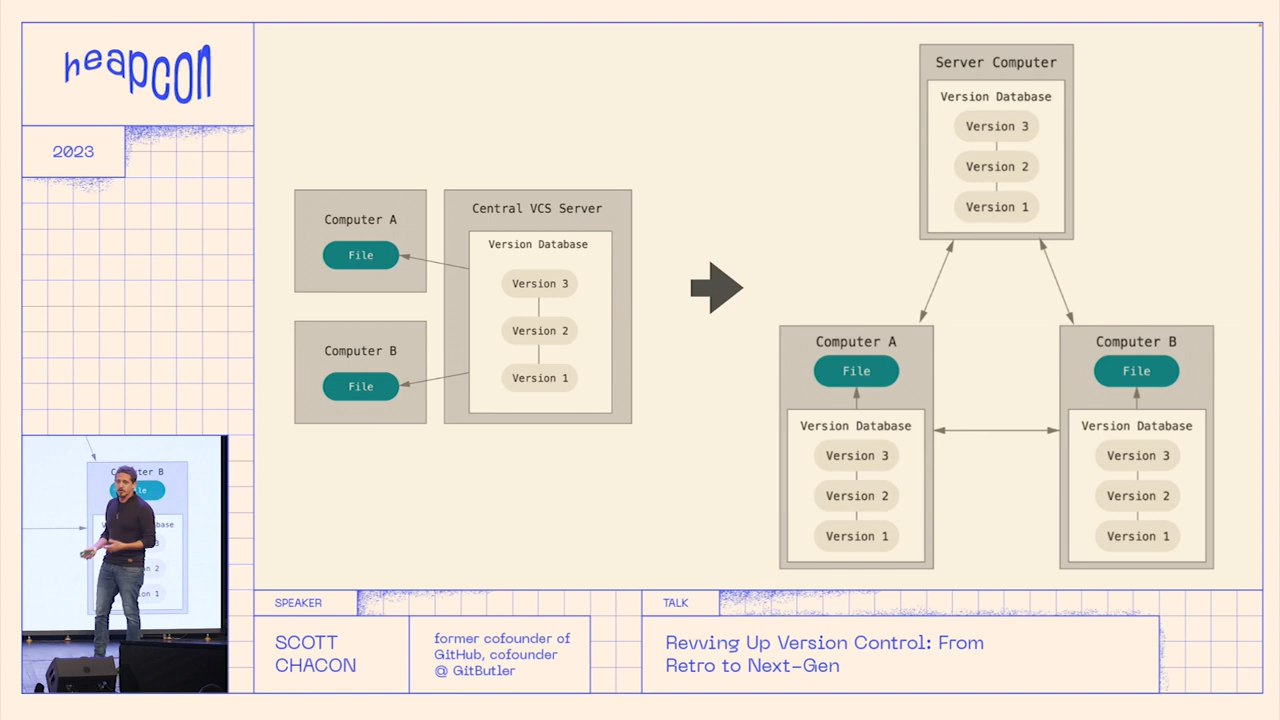 heapcon
2023
Computer A
File
Computer B
File
Central VCS Server
Version Database
Version 3
Version 2
Version 1
Server Computer
Version Database
Version 3
Version 2
Version 1
Computer A
File
Version Database
Version 3
Version 2
Version 1
Computer B
File
Version Database
Version 3
Version 2
Version 1
Computer B
SPEAKER
SCOTT
CHACON
former cofounder of
GitHub, cofounder
@ GitButler
TALK
Revving Up Version Control: From
Retro to Next-Gen